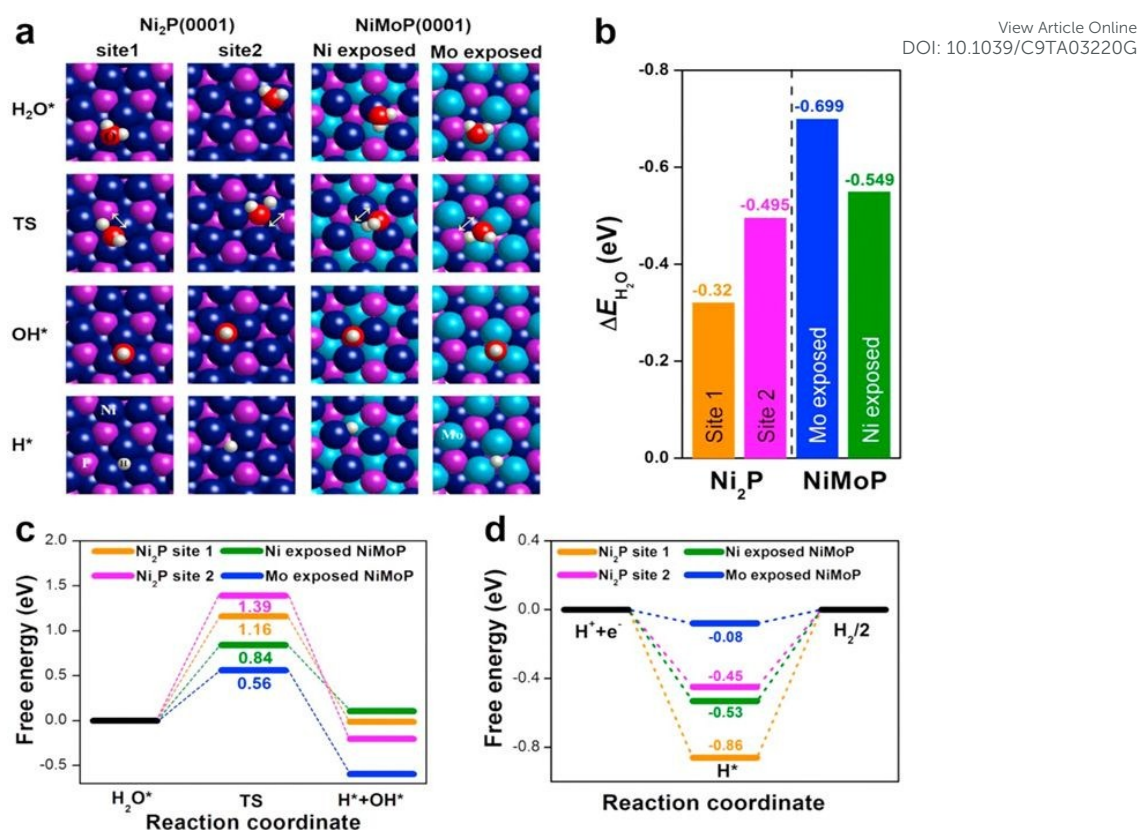 View Article Online
DOI: 10.1039/C9TA03220G
a
Ni₂P(0001)
NiMoP(0001)
site1
site2
Ni exposed
Mo exposed
H₂O*
TS
OH*
H*
Ni
P
H
Mo
b
ΔE_H₂O (eV)
-0.8
-0.6
-0.4
-0.2
0.0
-0.32
-0.495
-0.699
-0.549
Site 1
Site 2
Mo exposed
Ni exposed
Ni₂P
NiMoP
c
Free energy (eV)
2.0
1.5
1.0
0.5
0.0
-0.5
Ni₂P site 1
Ni exposed NiMoP
Ni₂P site 2
Mo exposed NiMoP
1.39
1.16
0.84
0.56
H₂O*
TS
H*+OH*
Reaction coordinate
d
Free energy (eV)
0.4
0.0
-0.4
-0.8
Ni₂P site 1
Ni exposed NiMoP
Ni₂P site 2
Mo exposed NiMoP
H⁺+e⁻
H₂/2
-0.08
-0.45
-0.53
-0.86
H*
Reaction coordinate